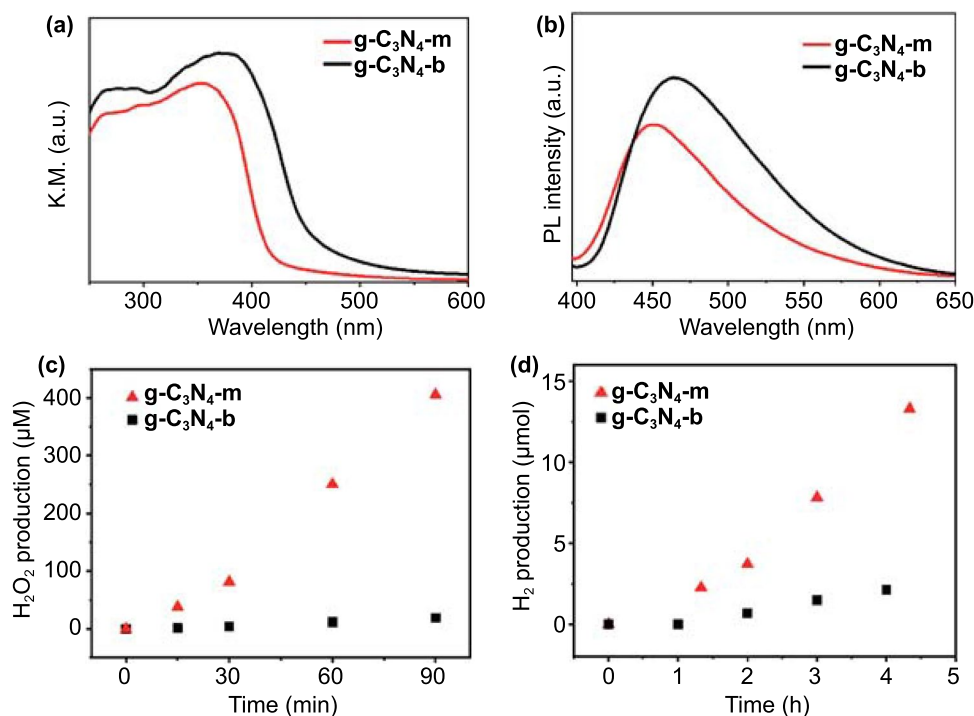 (a)
g-C₃N₄-m
g-C₃N₄-b
K.M. (a.u.)
300 400 500 600
Wavelength (nm)
(b)
g-C₃N₄-m
g-C₃N₄-b
PL intensity (a.u.)
400 450 500 550 600 650
Wavelength (nm)
(c)
g-C₃N₄-m
g-C₃N₄-b
H₂O₂ production (µM)
400
300
200
100
0
0 30 60 90
Time (min)
(d)
g-C₃N₄-m
g-C₃N₄-b
H₂ production (µmol)
15
10
5
0
0 1 2 3 4 5
Time (h)